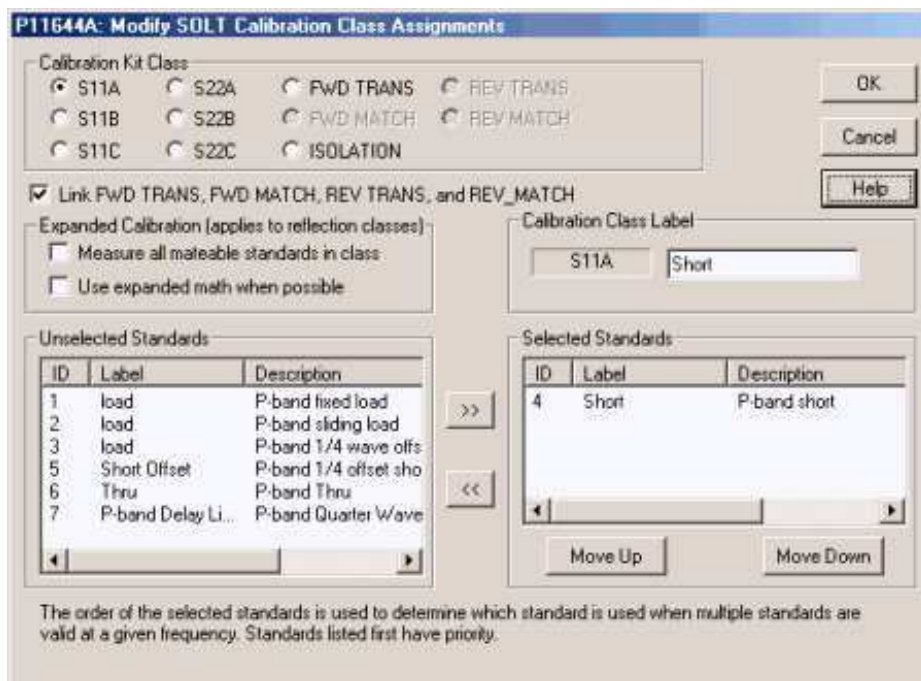 P11644A: Modify SOLT Calibration Class Assignments
Calibration Kit Class
S11A S22A FWD TRANS REV TRANS
S11B S22B FWD MATCH REV MATCH
S11C S22C ISOLATION
OK
Cancel
Help
Link FWD TRANS, FWD MATCH, REV TRANS, and REV_MATCH
Expanded Calibration (applies to reflection classes)
Measure all mateable standards in class
Use expanded math when possible
Calibration Class Label
S11A Short
Unselected Standards
ID Label Description
1 load P-band fixed load
2 load P-band sliding load
3 load P-band 1/4 wave offs
5 Short Offset P-band 1/4 offset sho
6 Thru P-band Thru
7 P-band Delay Li... P-band Quarter Wave
>>
<<
Selected Standards
ID Label Description
4 Short P-band short
Move Up Move Down
The order of the selected standards is used to determine which standard is used when multiple standards are
valid at a given frequency. Standards listed first have priority.